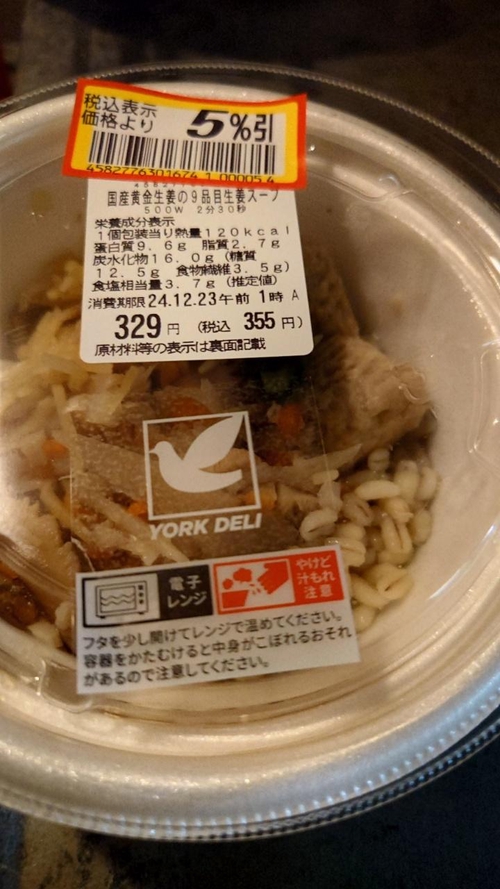 税込表示
価格より 5%引
4582776301674 1 00005 4
国産黄金生姜の9品目生姜スープ
500W 2分30秒
栄養成分表示
1個包装当り熱量120kcal
蛋白質9.6g 脂質2.7g
炭水化物16.0g(糖質
12.5g 食物繊維3.5g)
食塩相当量3.7g(推定値)
消費期限24.12.23午前 1時 A
329円 (税込 355円)
原材料等の表示は裏面記載
YORK DELI
電子
レンジ
やけど
汁もれ
注意
フタを少し開けてレンジで温めてください。
容器をかたむけると中身がこぼれるおそれ
があるので注意してください。